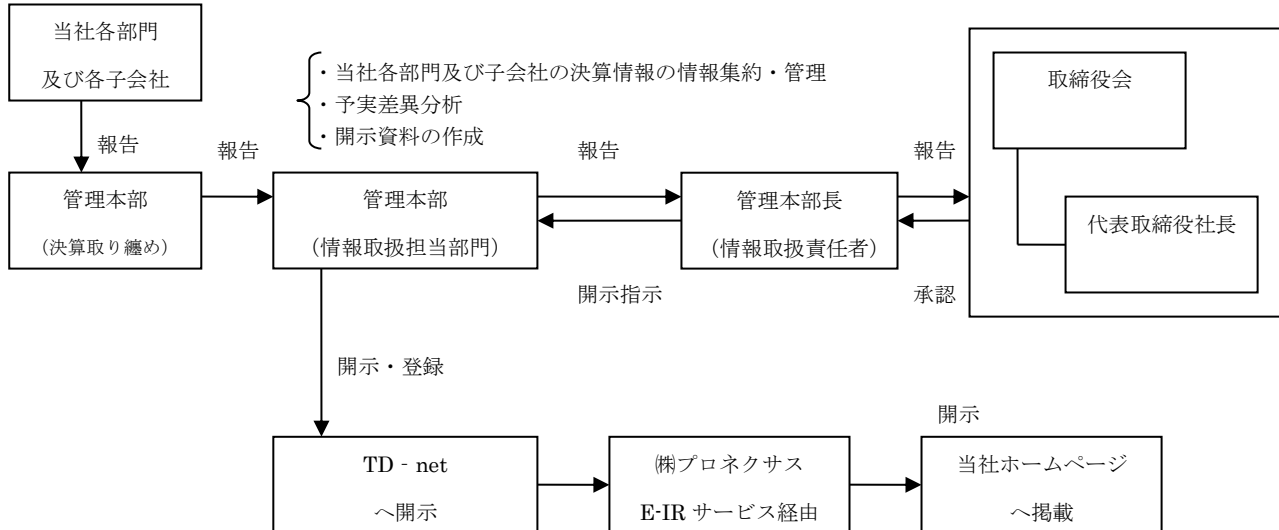 当社各部門
及び各子会社
・当社各部門及び子会社の決算情報の情報集約・管理
・予実差異分析
・開示資料の作成
取締役会
代表取締役社長
報告
報告
報告
報告
管理本部
（決算取り纏め）
管理本部
（情報取扱担当部門）
管理本部長
（情報取扱責任者）
開示指示
承認
開示・登録
開示
TD‐net
へ開示
㈱プロネクサス
E-IR サービス経由
当社ホームページ
へ掲載